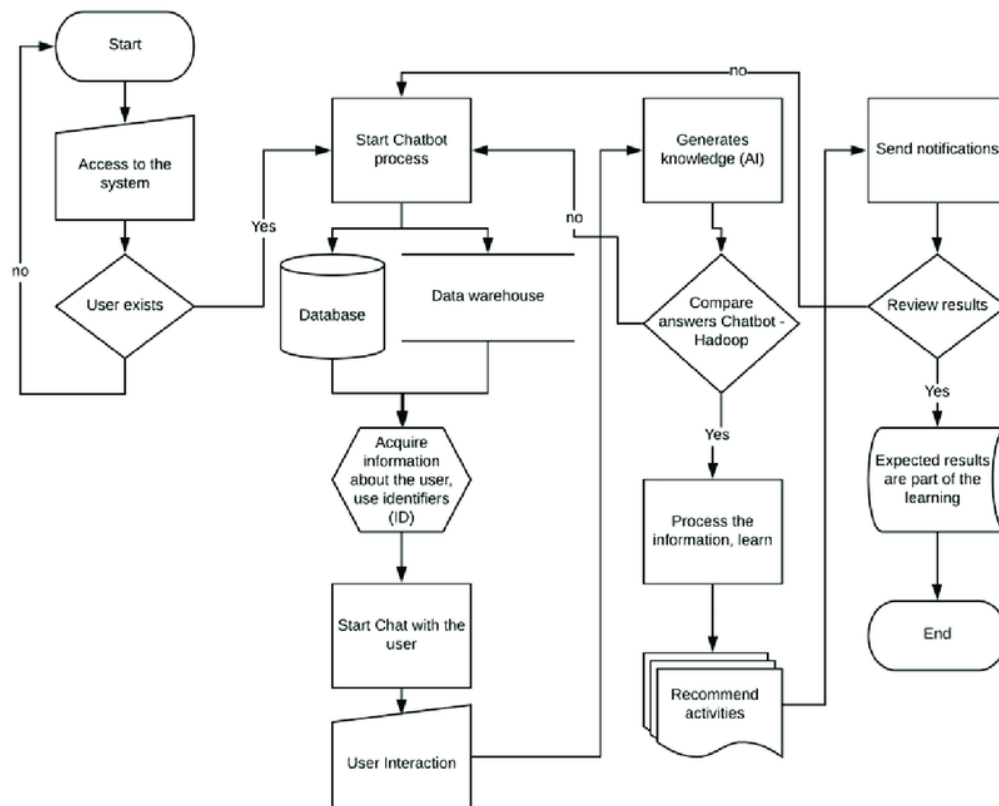 Start
Access to the
system
no
User exists
Yes
Start Chatbot
process
Database
Data warehouse
Acquire
information
about the user,
use identifiers
(ID)
Start Chat with the
user
User Interaction
Generates
knowledge (AI)
no
Compare
answers Chatbot -
Hadoop
Yes
Process the
information, learn
Recommend
activities
no
Send notifications
Review results
Yes
Expected results
are part of the
learning
End